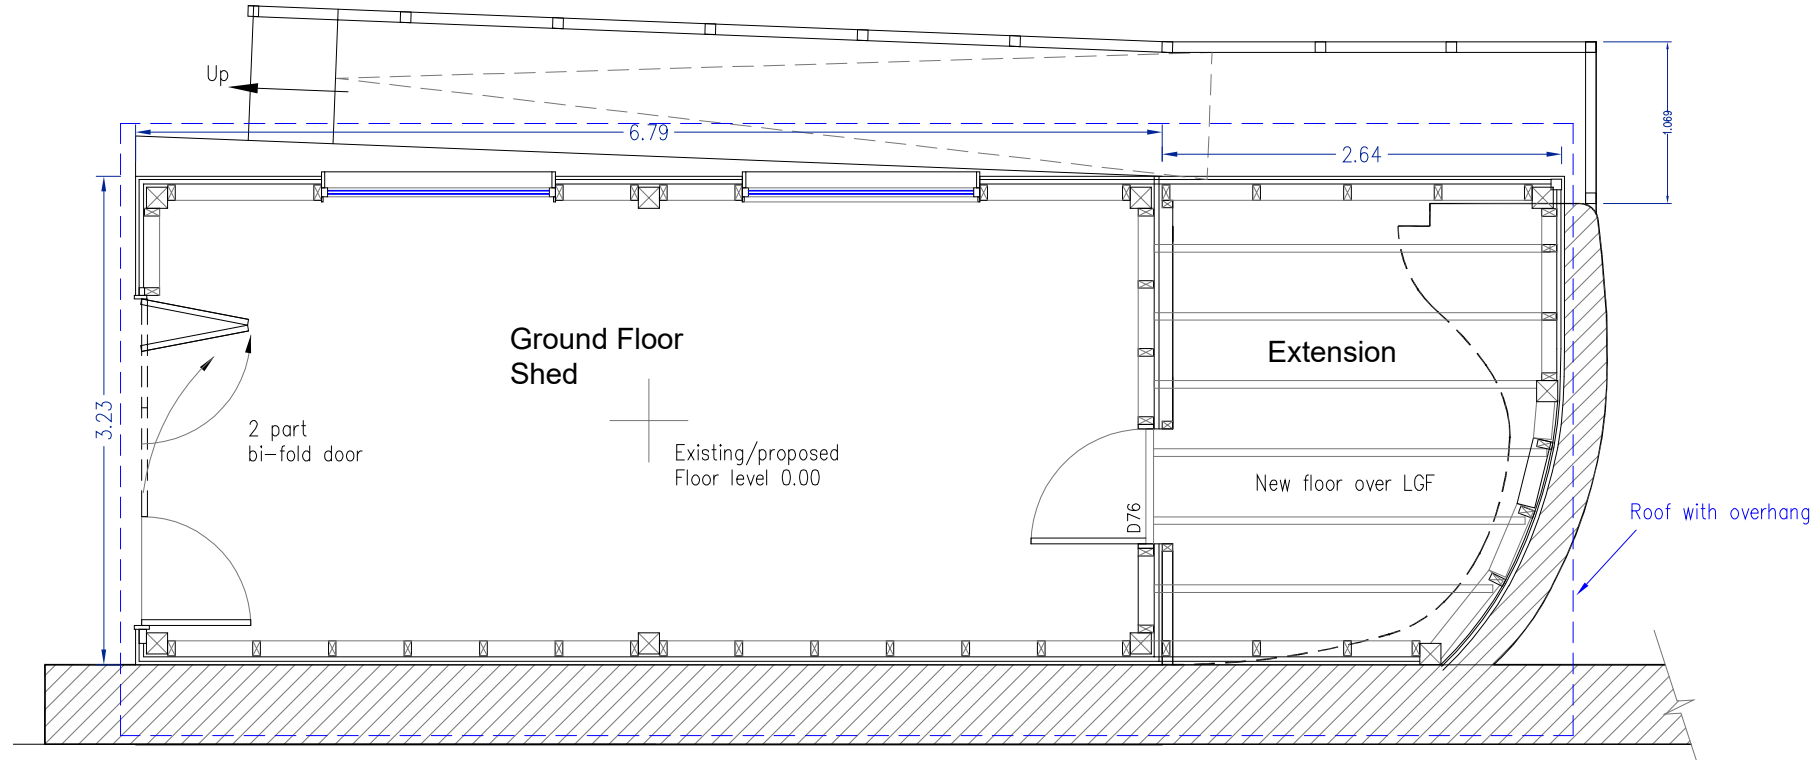 Up
6.79
2.64
1.069
3.23
Ground Floor
Shed
Extension
2 part
bi-fold door
Existing/proposed
Floor level 0.00
D76
New floor over LGF
Roof with overhang